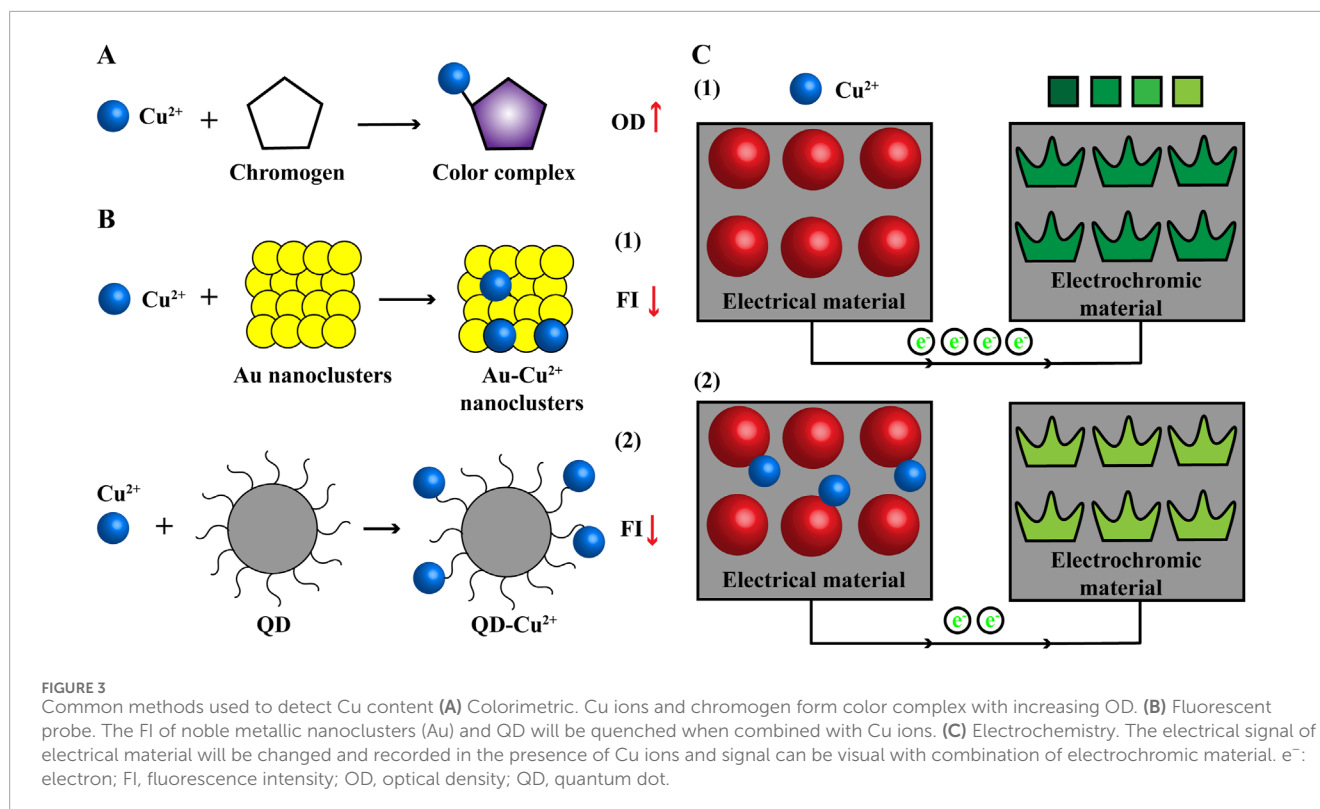 A
Cu²⁺
+
Chromogen
Color complex
OD
B
(1)
Cu²⁺
+
Au nanoclusters
Au-Cu²⁺
nanoclusters
FI
(2)
Cu²⁺
+
QD
QD-Cu²⁺
FI
C
(1)
Cu²⁺
Electrical material
Electrochromic
material
e⁻ e⁻ e⁻ e⁻
(2)
Electrical material
Electrochromic
material
e⁻ e⁻
FIGURE 3
Common methods used to detect Cu content (A) Colorimetric. Cu ions and chromogen form color complex with increasing OD. (B) Fluorescent
probe. The FI of noble metallic nanoclusters (Au) and QD will be quenched when combined with Cu ions. (C) Electrochemistry. The electrical signal of
electrical material will be changed and recorded in the presence of Cu ions and signal can be visual with combination of electrochromic material. e⁻:
electron; FI, fluorescence intensity; OD, optical density; QD, quantum dot.